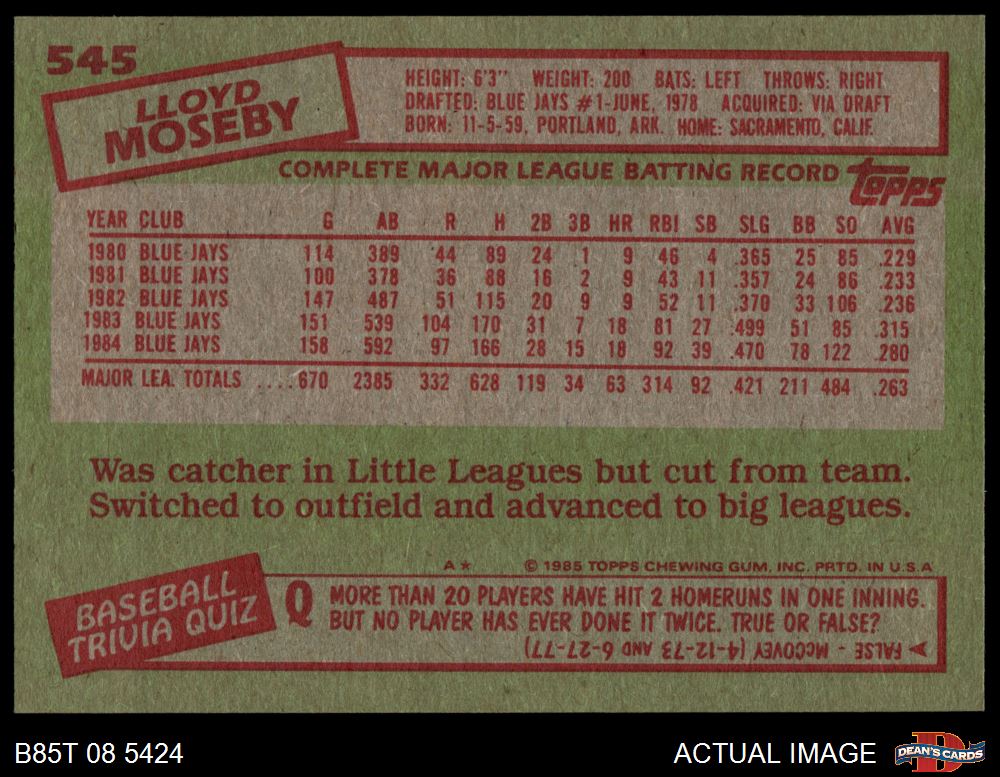 545
LLOYD
MOSEBY
HEIGHT: 6'3" WEIGHT: 200 BATS: LEFT THROWS: RIGHT
DRAFTED: BLUE JAYS #1-JUNE, 1978 ACQUIRED: VIA DRAFT
BORN: 11-5-59, PORTLAND, ARK. HOME: SACRAMENTO, CALIF.
COMPLETE MAJOR LEAGUE BATTING RECORD
Topps
YEAR CLUB G AB R H 2B 3B HR RBI SB SLG BB SO AVG
1980 BLUE JAYS 114 389 44 89 24 1 9 46 4 .365 25 85 .229
1981 BLUE JAYS 100 378 36 88 16 2 9 43 11 .357 24 86 .233
1982 BLUE JAYS 147 487 51 115 20 9 9 52 11 .370 33 106 .236
1983 BLUE JAYS 151 539 104 170 31 7 18 81 27 .499 51 85 .315
1984 BLUE JAYS 158 592 97 166 28 15 18 92 39 .470 78 122 .280
MAJOR LEA. TOTALS ....670 2385 332 628 119 34 63 314 92 .421 211 484 .263
Was catcher in Little Leagues but cut from team.
Switched to outfield and advanced to big leagues.
A* © 1985 TOPPS CHEWING GUM, INC. PRTD. IN U.S.A
BASEBALL
TRIVIA QUIZ
Q MORE THAN 20 PLAYERS HAVE HIT 2 HOMERUNS IN ONE INNING.
BUT NO PLAYER HAS EVER DONE IT TWICE. TRUE OR FALSE?
FALSE - McCOVEY (4-12-73 AND 6-27-77)
B85T 08 5424
ACTUAL IMAGE
D
DEAN'S CARDS